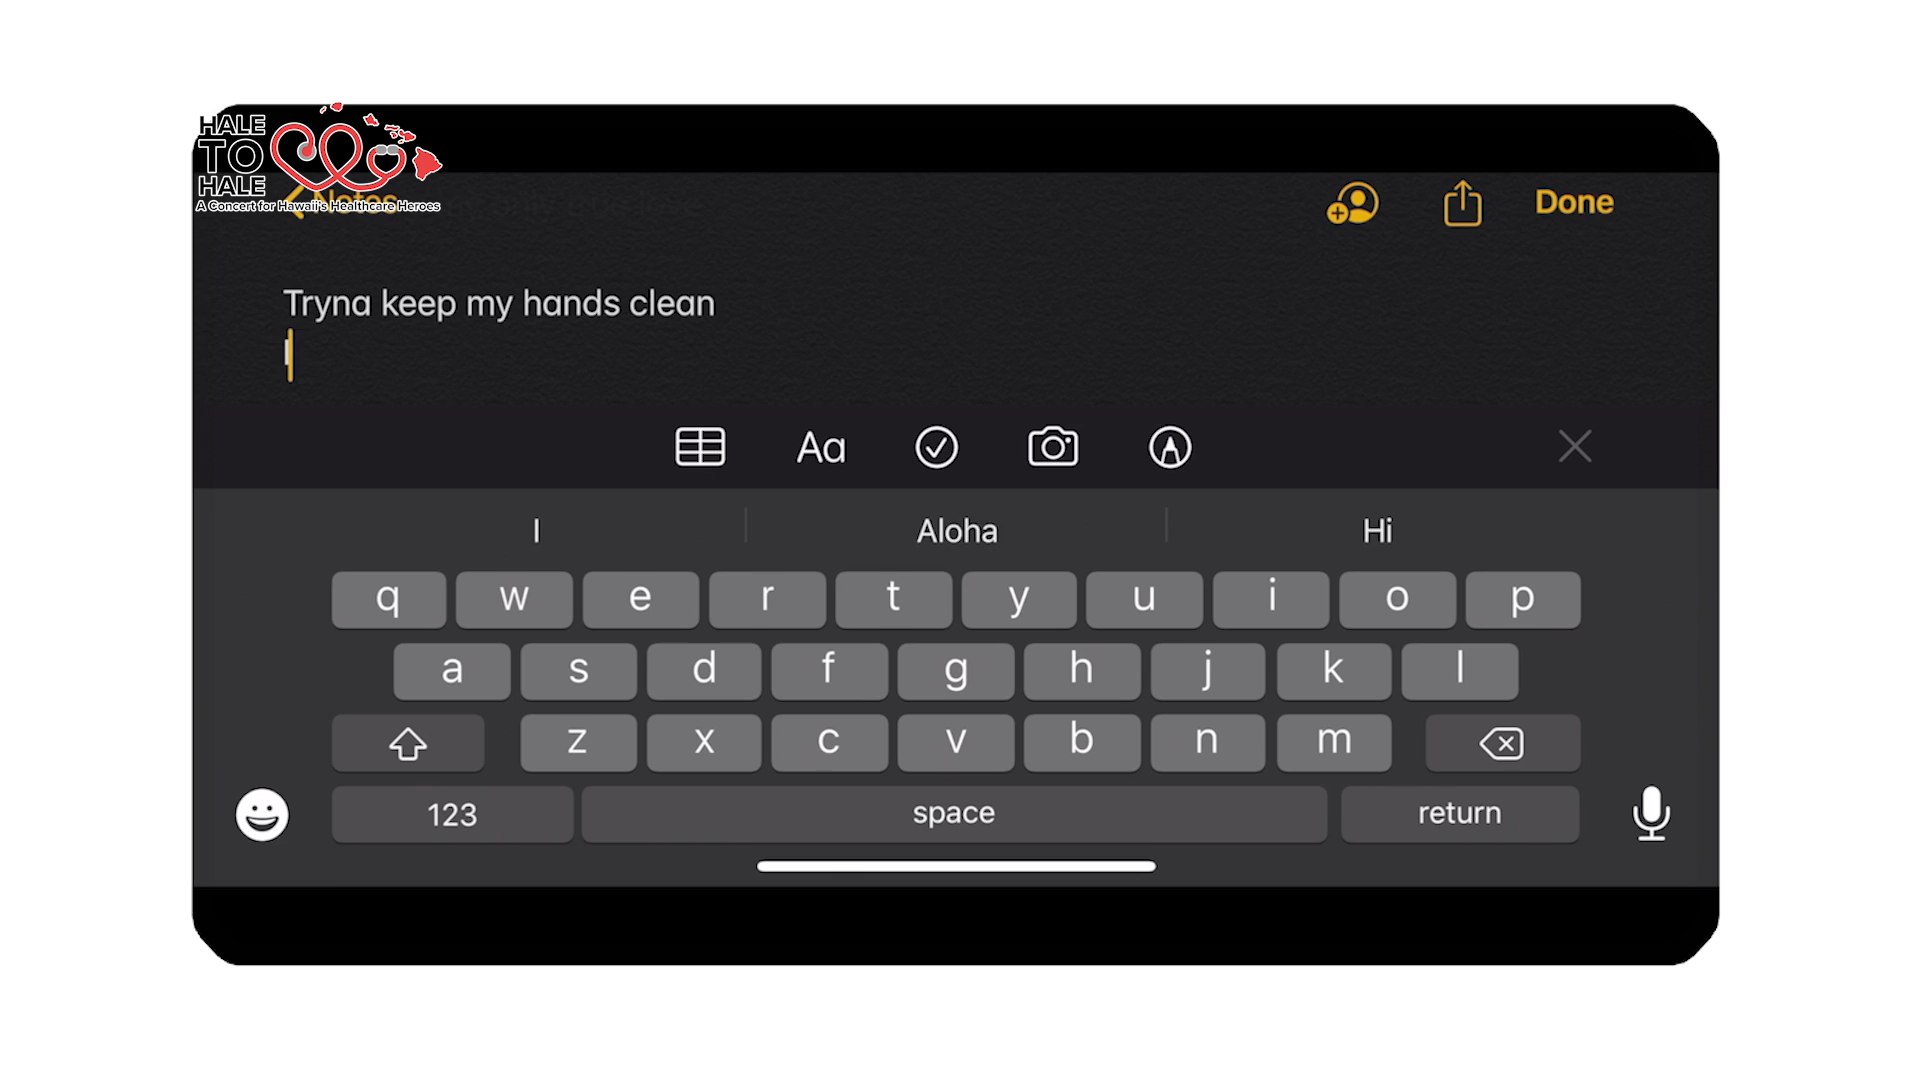 HALE
TO
HALE
A Concert for Hawaii's Healthcare Heroes
Notes
Done
Tryna keep my hands clean
I
Aa
I Aloha Hi
q w e r t y u i o p
a s d f g h j k l
z x c v b n m
123 space return